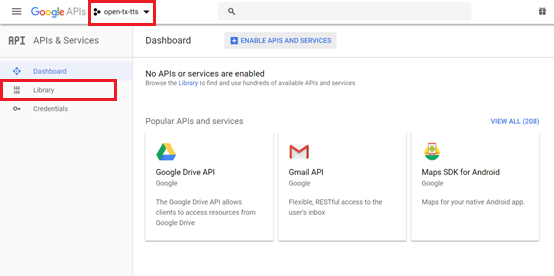 Google APIs
open-tx-tts
API APIs & Services
Dashboard
ENABLE APIS AND SERVICES
Dashboard
Library
Credentials
No APIs or services are enabled
Browse the Library to find and use hundreds of available APIs and services
Popular APIs and services
VIEW ALL (208)
Google Drive API
Google
The Google Drive API allows
clients to access resources from
Google Drive
Gmail API
Google
Flexible, RESTful access to the
user's inbox
Maps SDK for Android
Google
Maps for your native Android app.